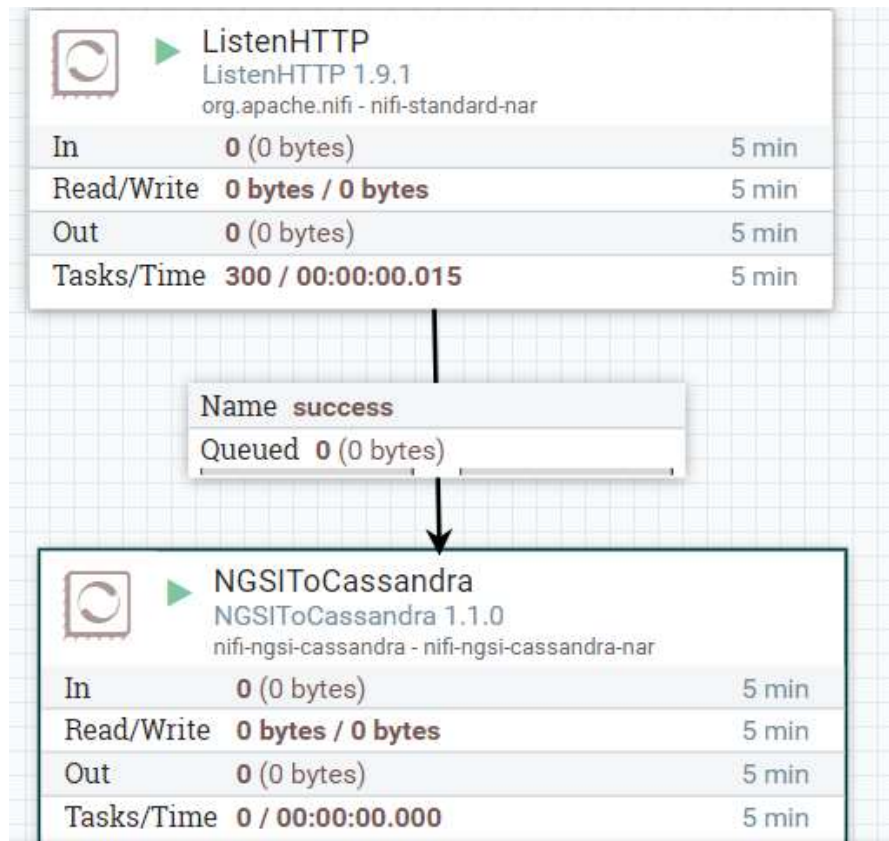 ListenHTTP
ListenHTTP 1.9.1
org.apache.nifi - nifi-standard-nar
In 0 (0 bytes) 5 min
Read/Write 0 bytes / 0 bytes 5 min
Out 0 (0 bytes) 5 min
Tasks/Time 300 / 00:00:00.015 5 min
Name success
Queued 0 (0 bytes)
NGSIToCassandra
NGSIToCassandra 1.1.0
nifi-ngsi-cassandra - nifi-ngsi-cassandra-nar
In 0 (0 bytes) 5 min
Read/Write 0 bytes / 0 bytes 5 min
Out 0 (0 bytes) 5 min
Tasks/Time 0 / 00:00:00.000 5 min